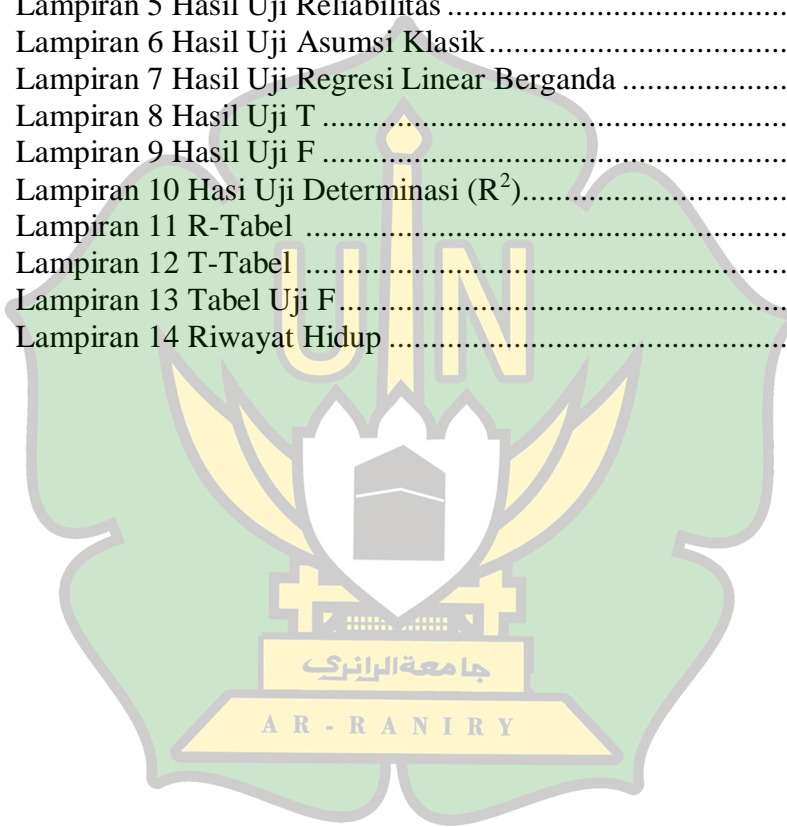 Lampiran 5 Hasil Uji Reliabilitas ........................................
Lampiran 6 Hasil Uji Asumsi Klasik ...................................
Lampiran 7 Hasil Uji Regresi Linear Berganda ...................
Lampiran 8 Hasil Uji T .......................................................
Lampiran 9 Hasil Uji F .......................................................
Lampiran 10 Hasi Uji Determinasi (R²)...............................
Lampiran 11 R-Tabel .........................................................
Lampiran 12 T-Tabel .........................................................
Lampiran 13 Tabel Uji F .....................................................
Lampiran 14 Riwayat Hidup ...............................................
UIN
جامعةالرانري
AR-RANIRY